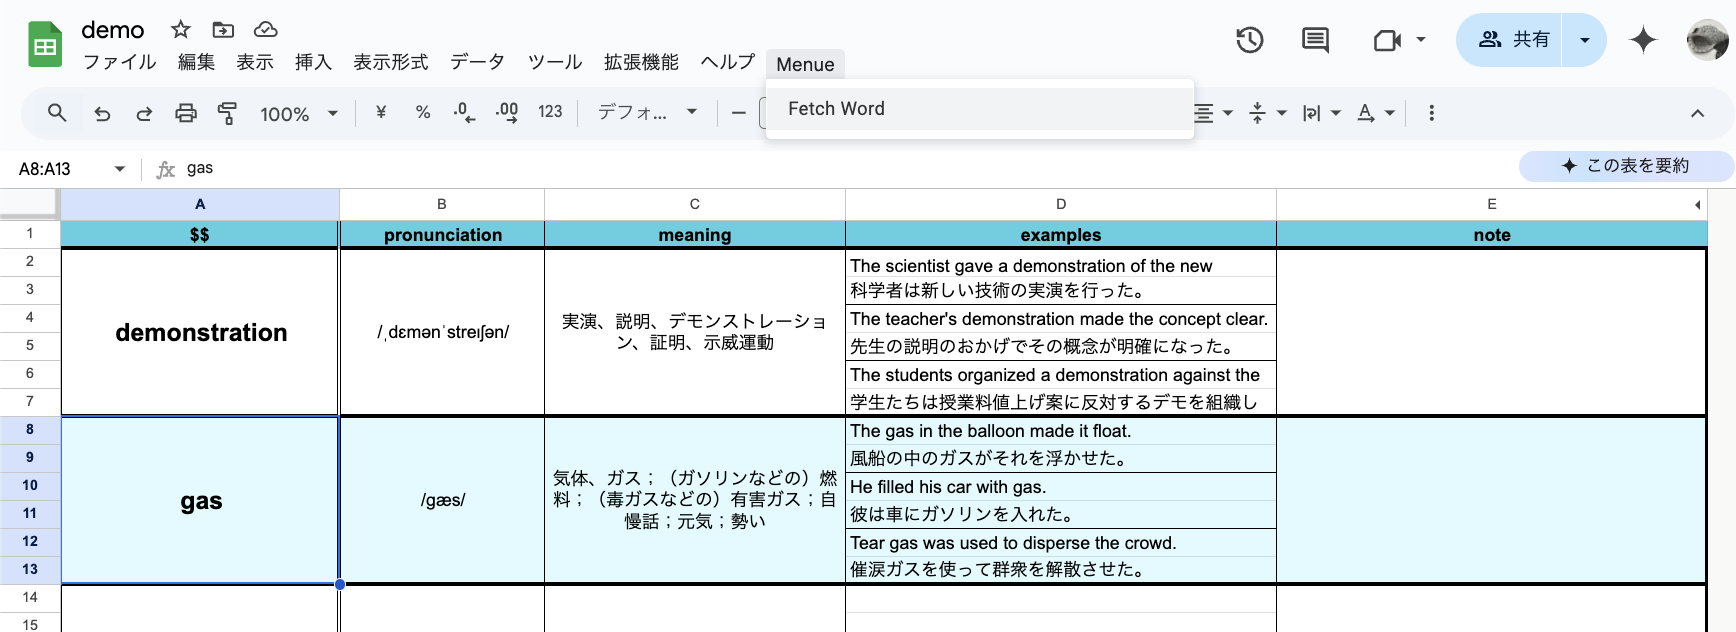 demo
ファイル 編集 表示 挿入 表示形式 データ ツール 拡張機能 ヘルプ Menue
共有
100% ¥ % .0 .00 123 デフォ...
Fetch Word
A8:A13 fx gas
この表を要約
A B C D E
1 $$ pronunciation meaning examples note
2 The scientist gave a demonstration of the new
3 科学者は新しい技術の実演を行った。
demonstration /ˌdɛmənˈstreɪʃən/ 実演、説明、デモンストレーショ
ン、証明、示威運動
4 The teacher's demonstration made the concept clear.
5 先生の説明のおかげでその概念が明確になった。
6 The students organized a demonstration against the
7 学生たちは授業料値上げ案に反対するデモを組織し
8 The gas in the balloon made it float.
9 風船の中のガスがそれを浮かせた。
gas /ɡæs/ 気体、ガス；（ガソリンなどの）燃
料；（毒ガスなどの）有害ガス；自
慢話；元気；勢い
10 He filled his car with gas.
11 彼は車にガソリンを入れた。
12 Tear gas was used to disperse the crowd.
13 催涙ガスを使って群衆を解散させた。
14
15